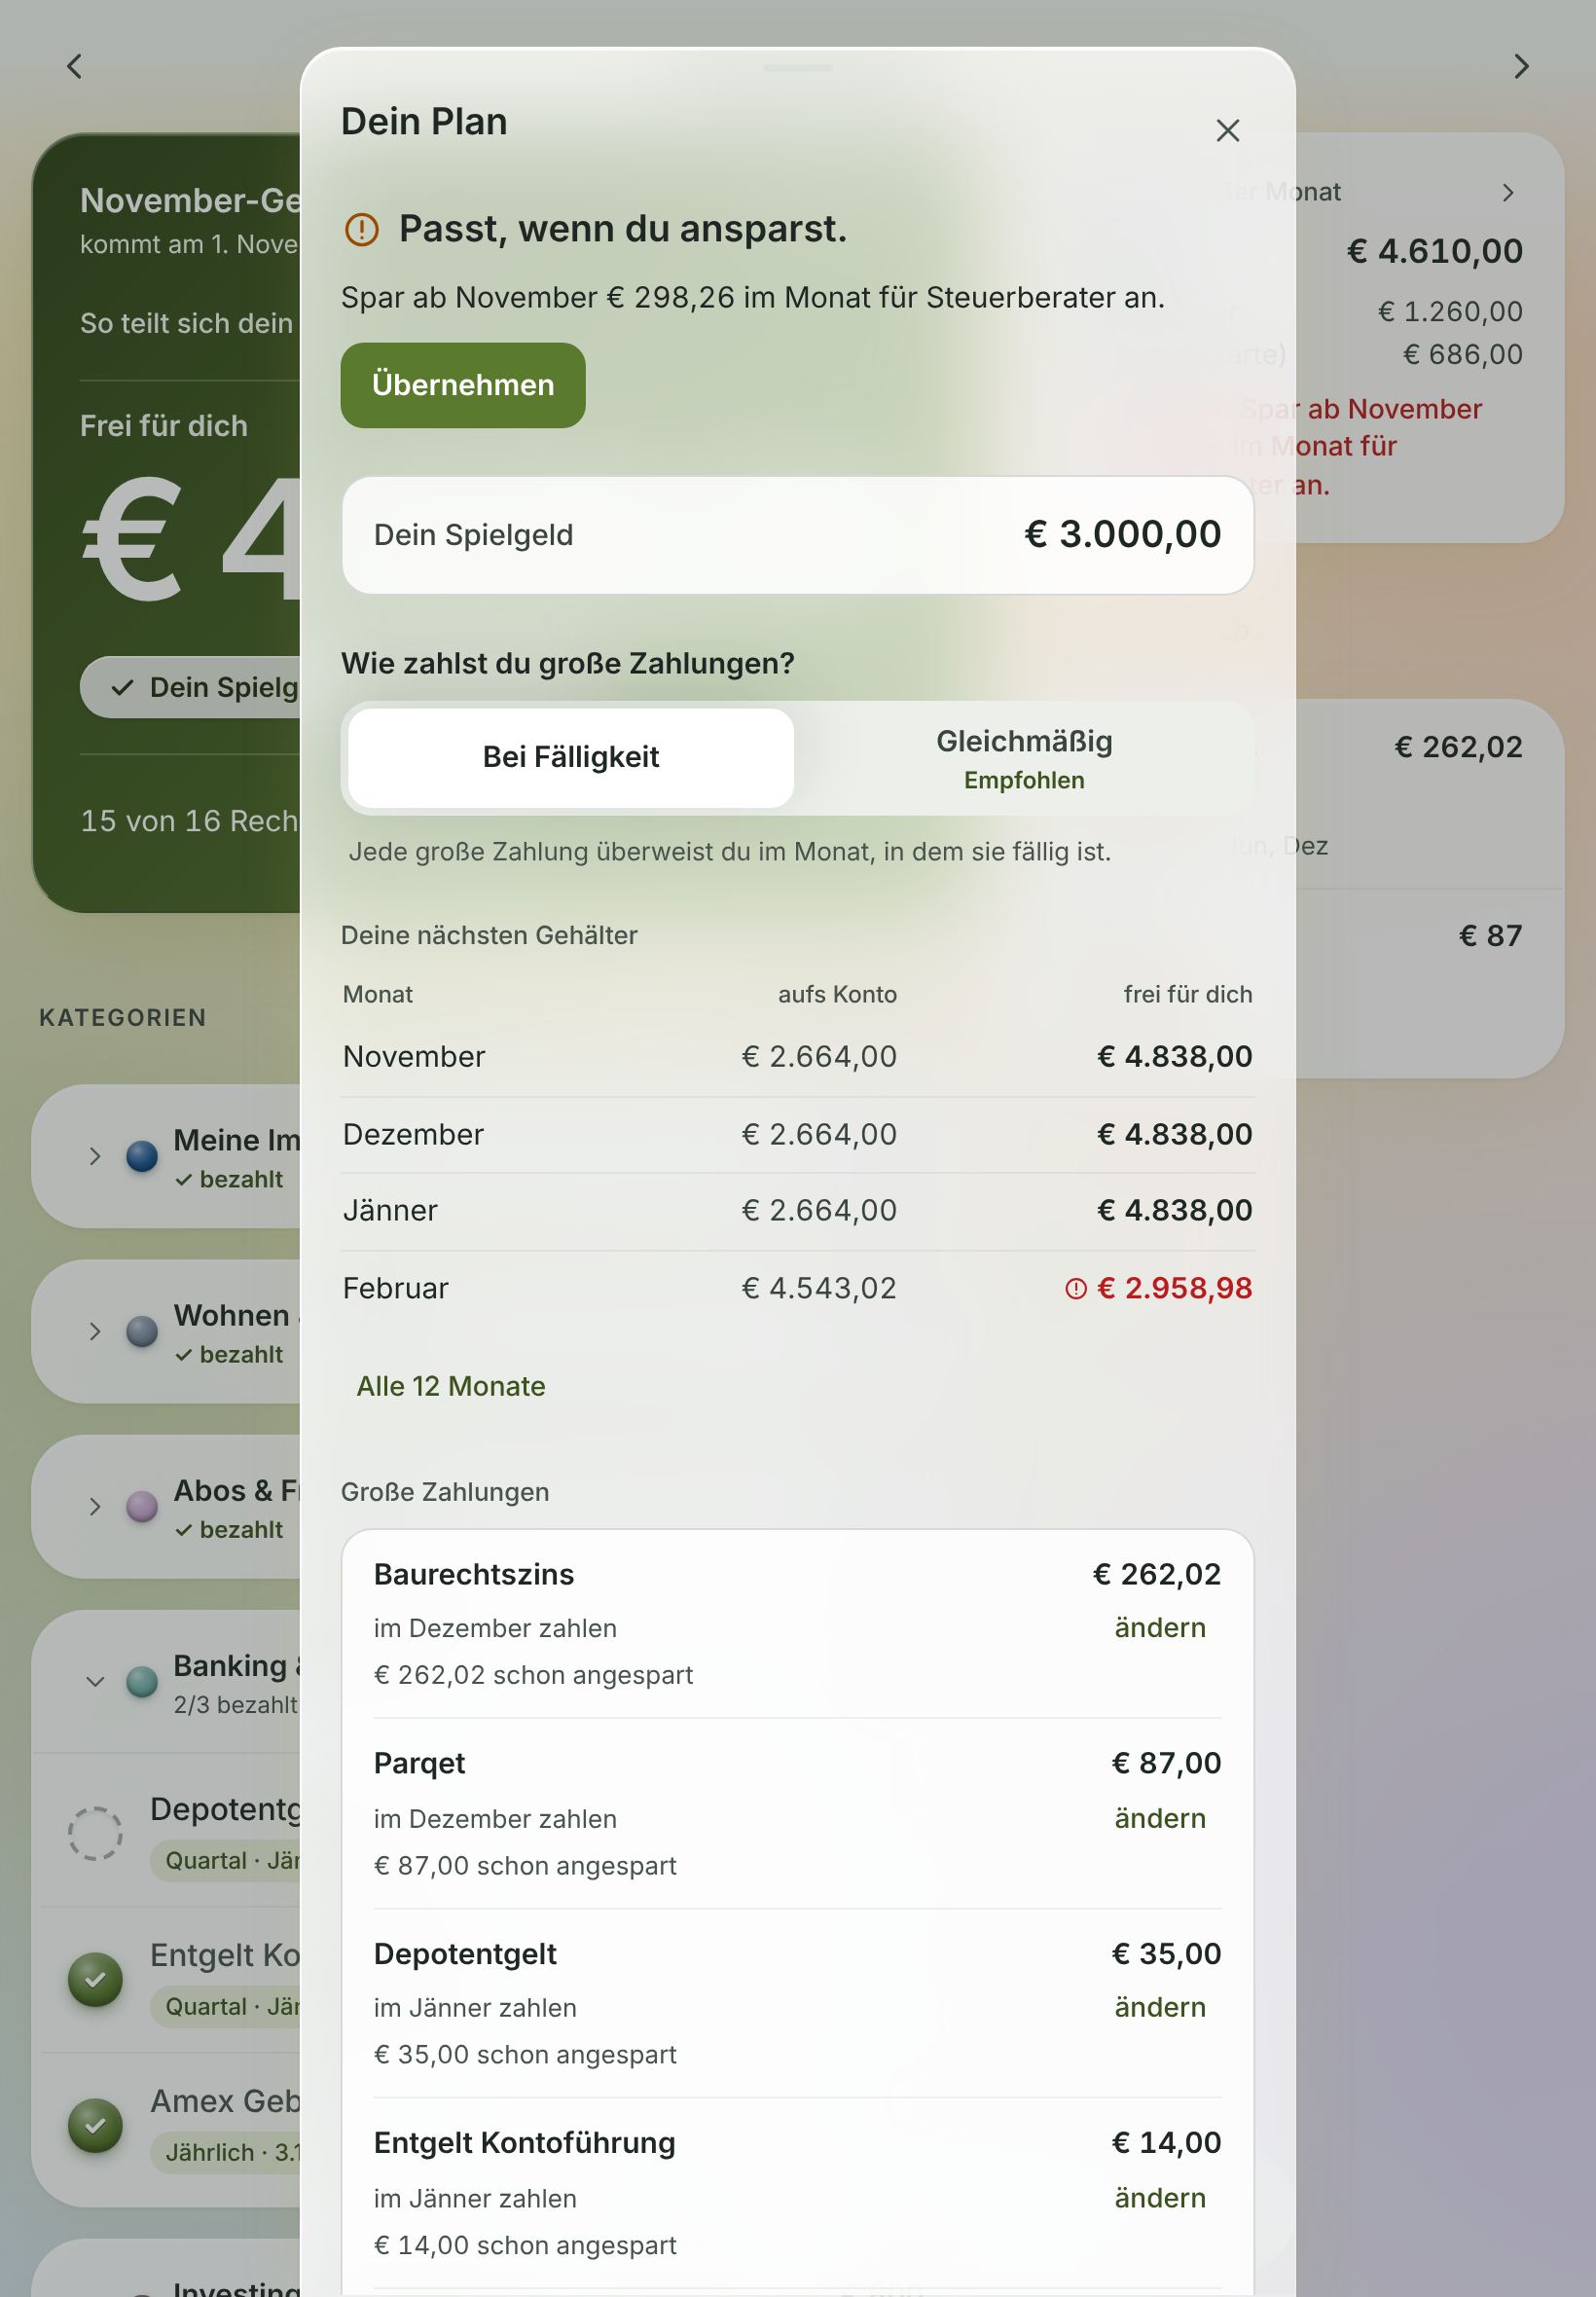 Dein Plan
Passt, wenn du ansparst.
Spar ab November € 298,26 im Monat für Steuerberater an.
Übernehmen
Dein Spielgeld € 3.000,00
Wie zahlst du große Zahlungen?
Bei Fälligkeit
Gleichmäßig
Empfohlen
Jede große Zahlung überweist du im Monat, in dem sie fällig ist.
Deine nächsten Gehälter
Monat aufs Konto frei für dich
November € 2.664,00 € 4.838,00
Dezember € 2.664,00 € 4.838,00
Jänner € 2.664,00 € 4.838,00
Februar € 4.543,02 € 2.958,98
Alle 12 Monate
Große Zahlungen
Baurechtszins € 262,02
im Dezember zahlen ändern
€ 262,02 schon angespart
Parqet € 87,00
im Dezember zahlen ändern
€ 87,00 schon angespart
Depotentgelt € 35,00
im Jänner zahlen ändern
€ 35,00 schon angespart
Entgelt Kontoführung € 14,00
im Jänner zahlen ändern
€ 14,00 schon angespart
November-Ge
kommt am 1. Nove
So teilt sich dein
Frei für dich
€ 4
Dein Spielg
15 von 16 Rech
KATEGORIEN
Meine Im
bezahlt
Wohnen
bezahlt
Abos & Fr
bezahlt
Banking &
2/3 bezahlt
Depotentg
Quartal · Jän
Entgelt Ko
Quartal · Jän
Amex Geb
Jährlich · 3.1
Investing
Monat
€ 4.610,00
€ 1.260,00
arte) € 686,00
Spar ab November
im Monat für
ter an.
€ 262,02
Jun, Dez
€ 87